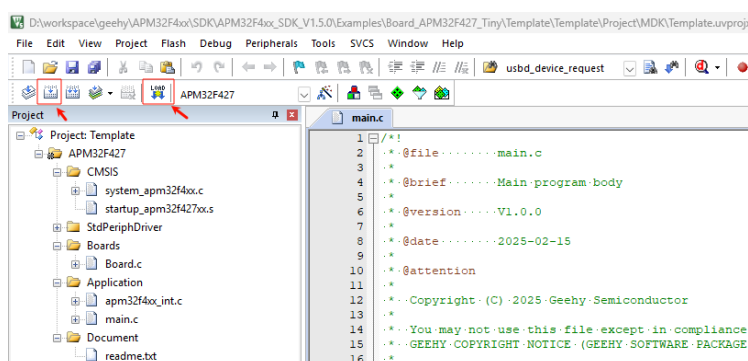 D:\workspace\geehy\APM32F4xx\SDK\APM32F4xx_SDK_V1.5.0\Examples\Board_APM32F427_Tiny\Template\Template\Project\MDK\Template.uvproj
File Edit View Project Flash Debug Peripherals Tools SVCS Window Help
usbd_device_request
LOAD APM32F427
Project main.c
Project: Template
APM32F427
CMSIS
system_apm32f4xx.c
startup_apm32f427xx.s
StdPeriphDriver
Boards
Board.c
Application
apm32f4xx_int.c
main.c
Document
readme.txt
1 /*!
2 * @file main.c
3 *
4 * @brief Main program body
5 *
6 * @version V1.0.0
7 *
8 * @date 2025-02-15
9 *
10 * @attention
11 *
12 * Copyright (C) 2025 Geehy Semiconductor
13 *
14 * You may not use this file except in compliance
15 * GEEHY COPYRIGHT NOTICE (GEEHY SOFTWARE PACKAGE
16 *